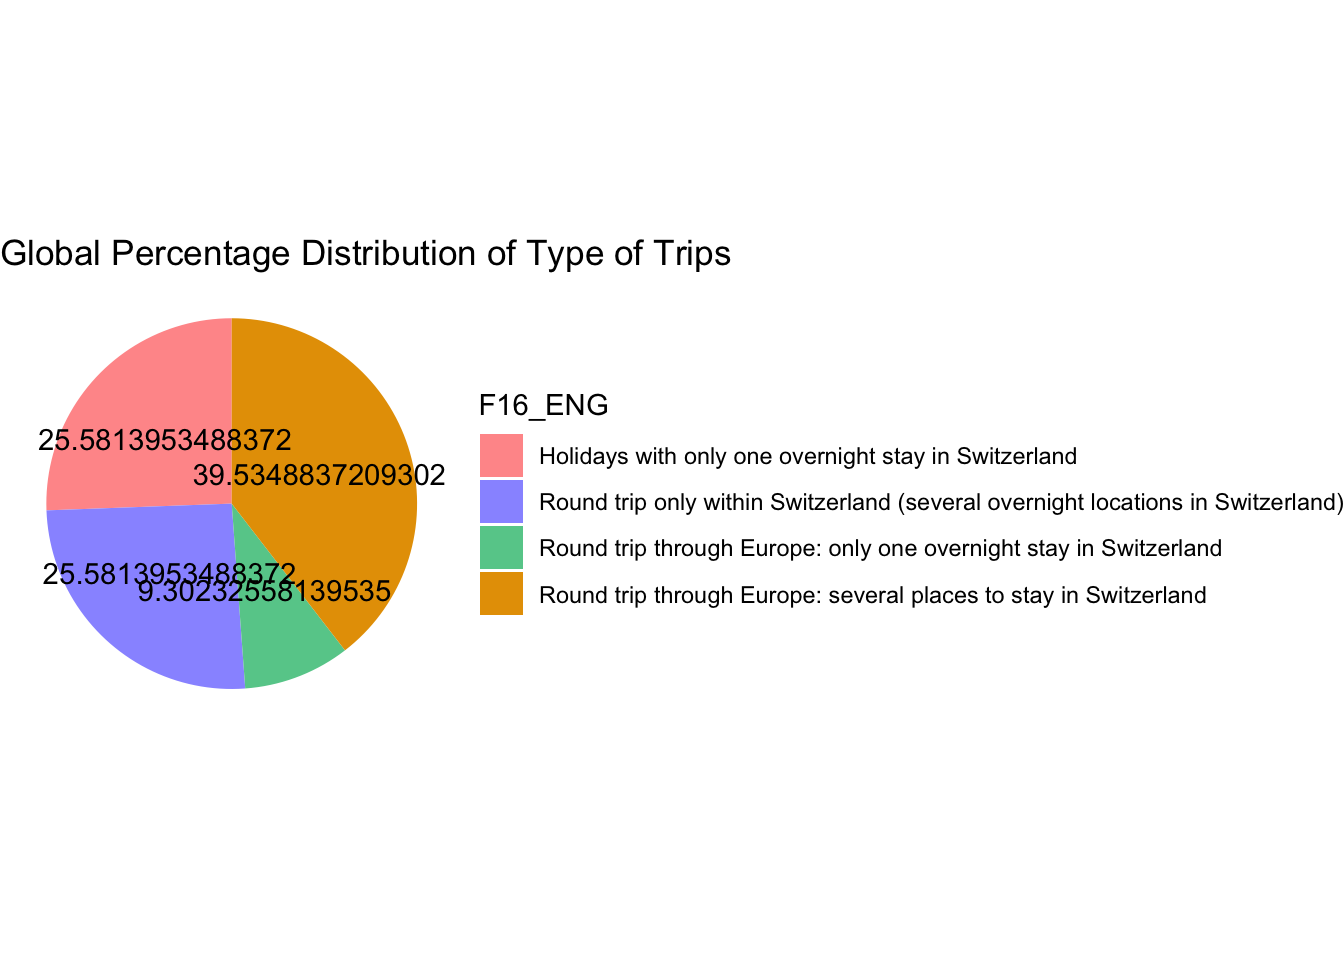 Global Percentage Distribution of Type of Trips
25.5813953488372
39.5348837209302
25.5813953488372
9.30232558139535
F16_ENG
Holidays with only one overnight stay in Switzerland
Round trip only within Switzerland (several overnight locations in Switzerland)
Round trip through Europe: only one overnight stay in Switzerland
Round trip through Europe: several places to stay in Switzerland